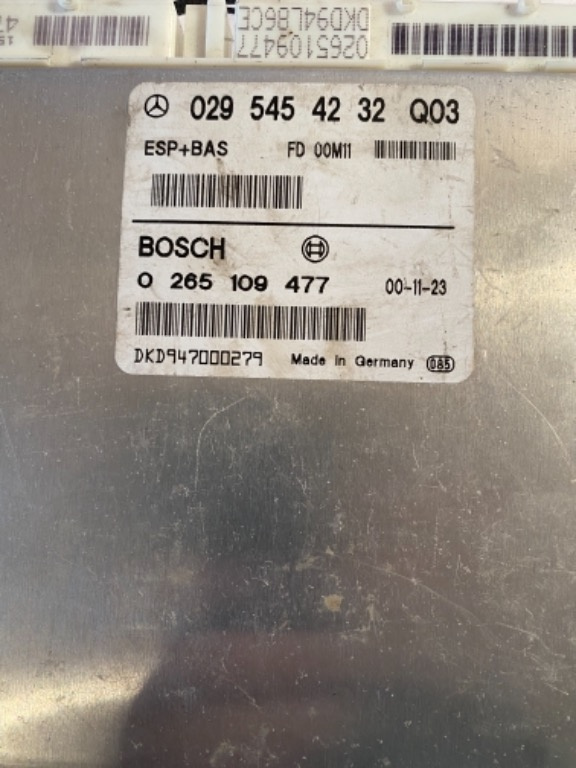 DKD94LB6CE
0265109477
029 545 42 32 Q03
ESP+BAS FD 00M11
BOSCH
0 265 109 477 00-11-23
DKD947000279 Made in Germany 085